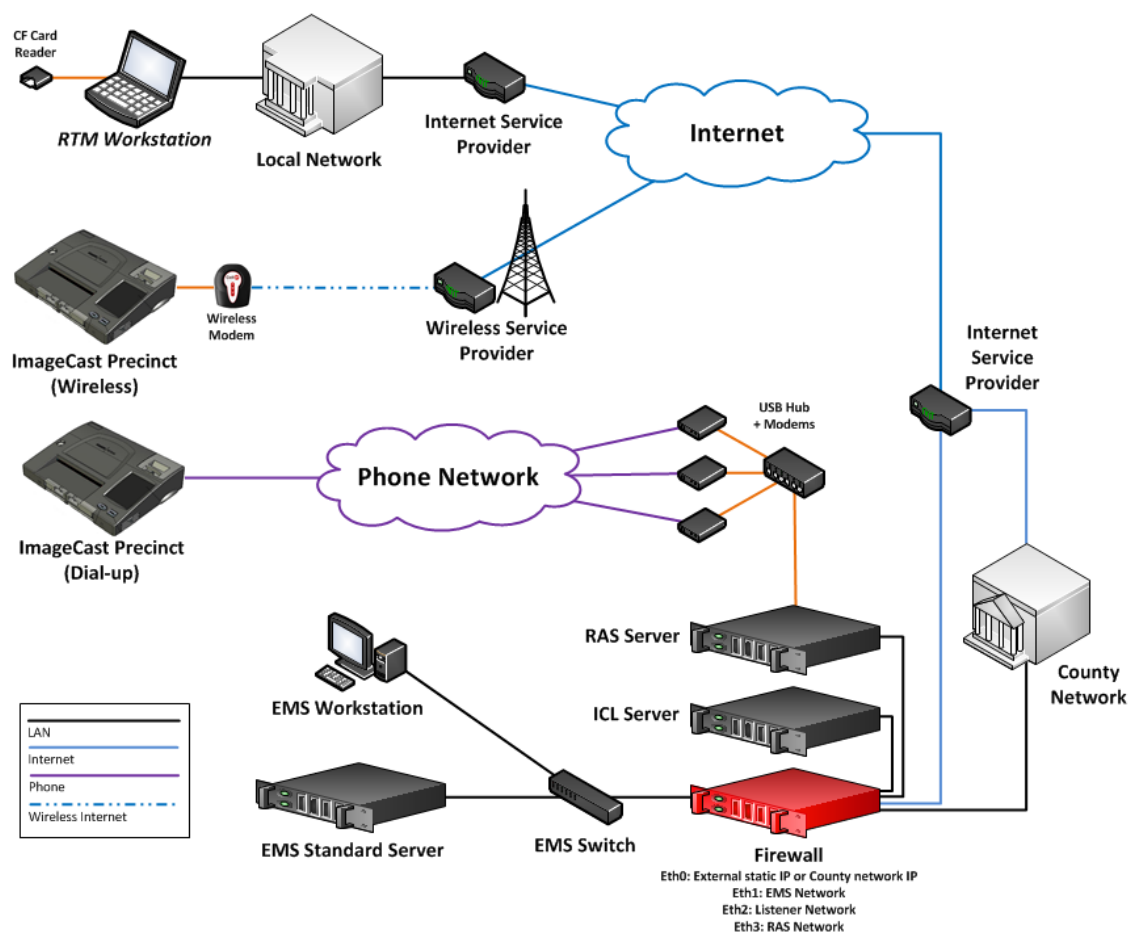 CF Card
Reader
RTM Workstation
Local Network
Internet Service
Provider
Internet
ImageCast Precinct
(Wireless)
Wireless
Modem
Wireless Service
Provider
Internet
Service
Provider
ImageCast Precinct
(Dial-up)
Phone Network
USB Hub
+ Modems
RAS Server
County
Network
EMS Workstation
ICL Server
LAN
Internet
Phone
Wireless Internet
EMS Standard Server
EMS Switch
Firewall
Eth0: External static IP or County network IP
Eth1: EMS Network
Eth2: Listener Network
Eth3: RAS Network